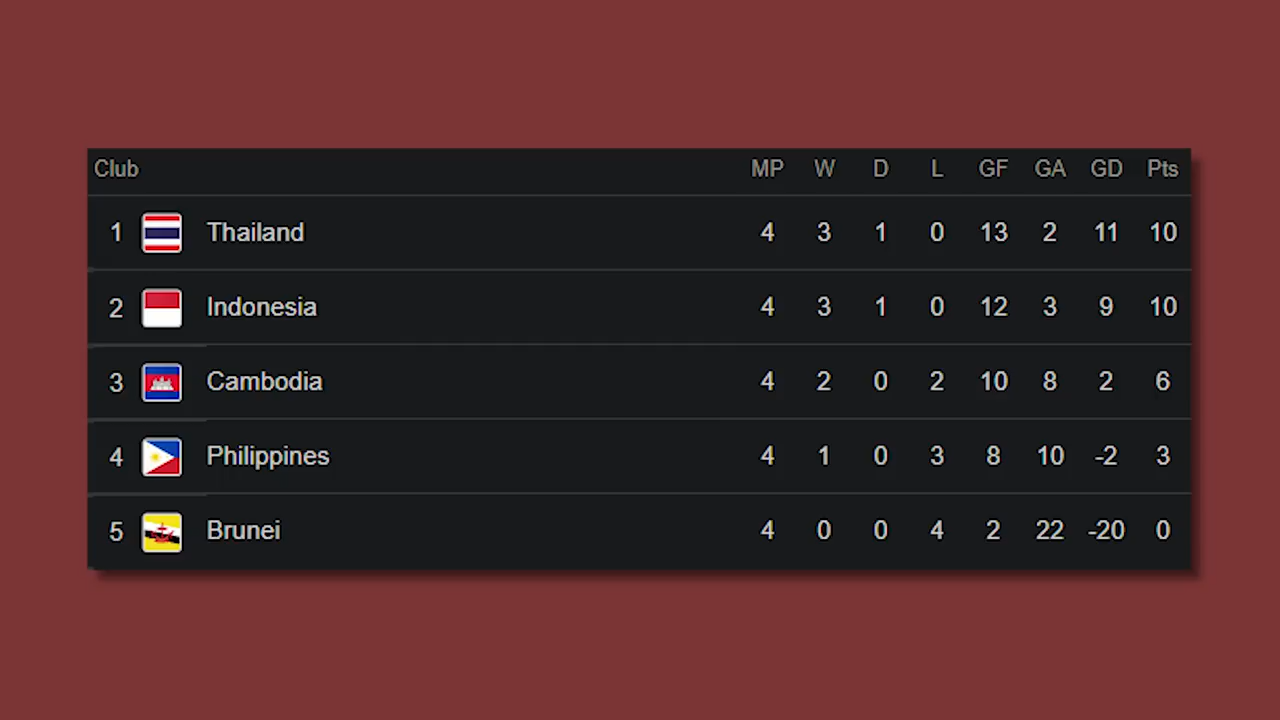 Club MP W D L GF GA GD Pts
1 Thailand 4 3 1 0 13 2 11 10
2 Indonesia 4 3 1 0 12 3 9 10
3 Cambodia 4 2 0 2 10 8 2 6
4 Philippines 4 1 0 3 8 10 -2 3
5 Brunei 4 0 0 4 2 22 -20 0